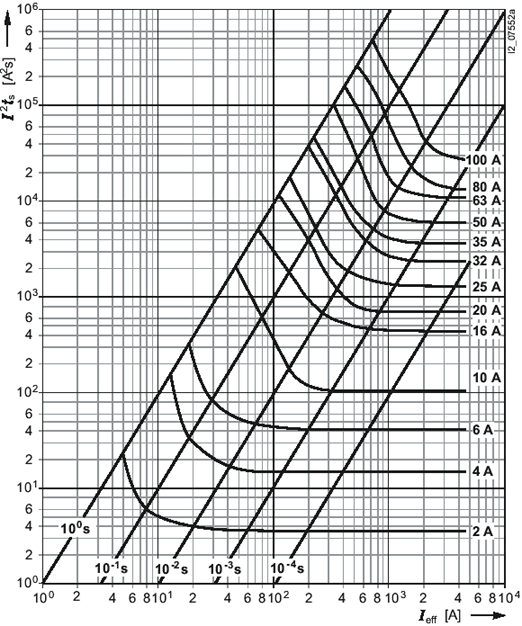 I2_07552a
I²tₛ [A²s]
10⁶
6
4
2
10⁵
6
4
2
10⁴
6
4
2
10³
6
4
2
10²
6
4
2
10¹
6
4
2
10⁰
100 A
80 A
63 A
50 A
35 A
32 A
25 A
20 A
16 A
10 A
6 A
4 A
2 A
10⁰s
10⁻¹s 10⁻²s 10⁻³s 10⁻⁴s
10⁰ 2 4 6 8 10¹ 2 4 6 8 10² 2 4 6 8 10³ 2 4 6 8 10⁴
Ieff [A]